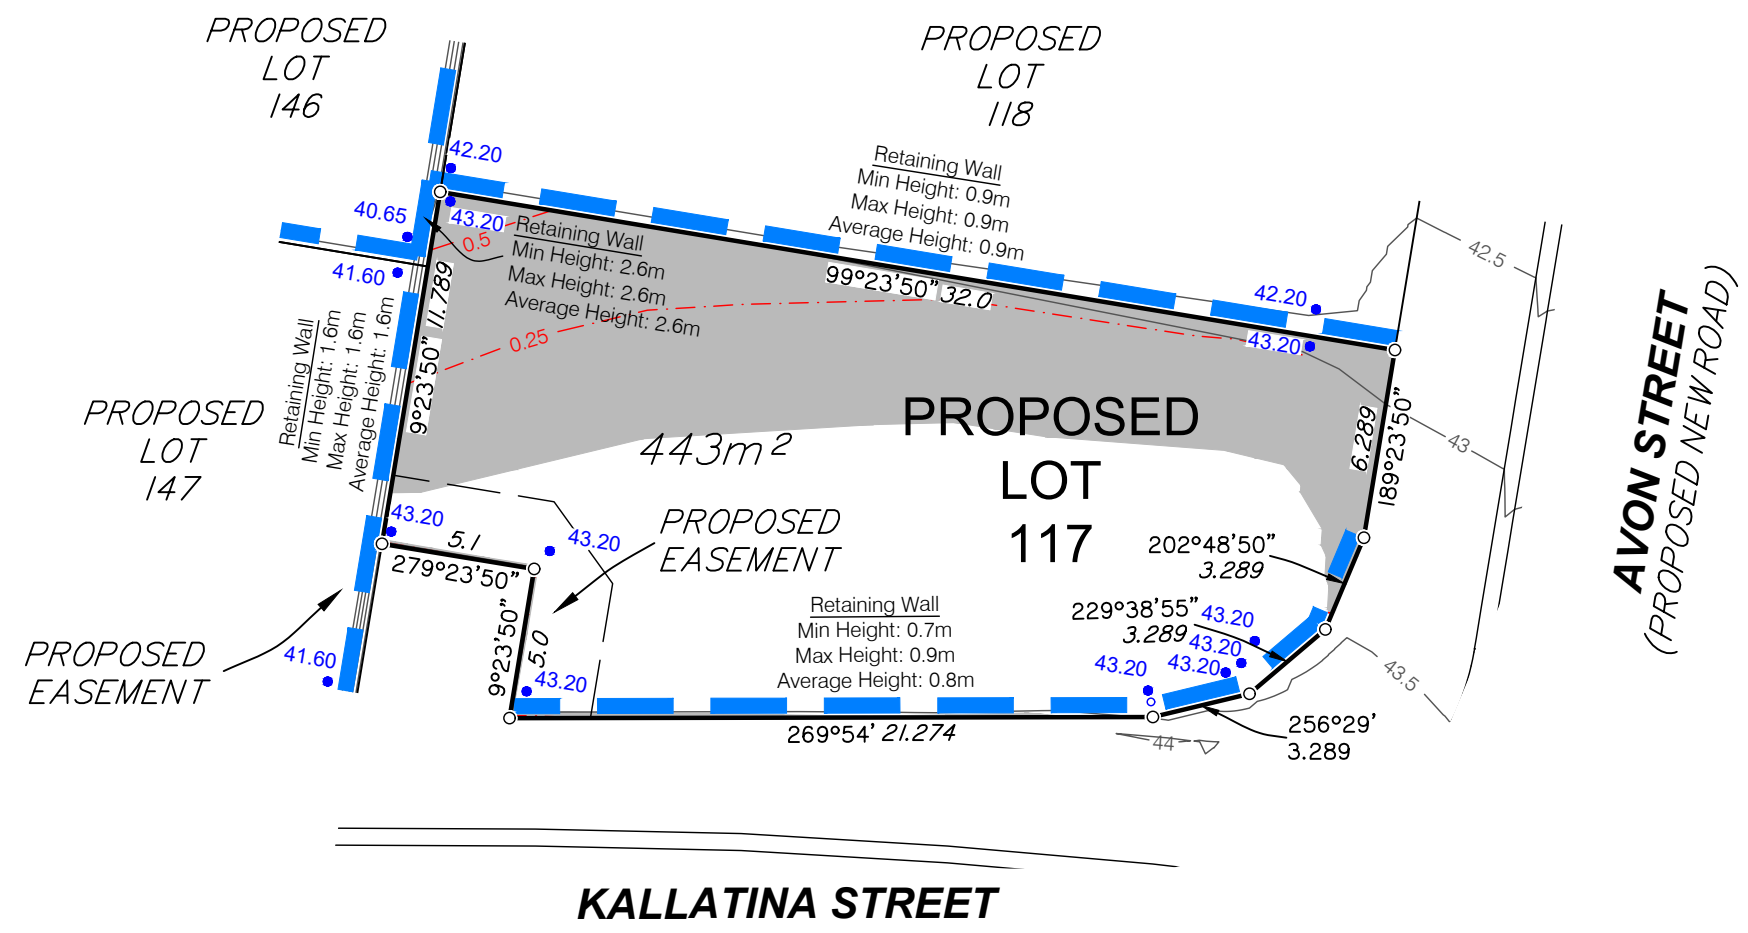 PROPOSED
LOT
146
PROPOSED
LOT
118
42.20
Retaining Wall
Min Height: 0.9m
Max Height: 0.9m
Average Height: 0.9m
40.65
43.20
0.5
Retaining Wall
Min Height: 2.6m
Max Height: 2.6m
Average Height: 2.6m
41.60
99°23'50" 32.0
42.20
43.20
42.5
0.25
9°23'50" 11.789
Retaining Wall
Min Height: 1.6m
Max Height: 1.6m
Average Height: 1.6m
PROPOSED
LOT
147
443m²
PROPOSED
LOT
117
6.289
189°23'50"
43
AVON STREET
(PROPOSED NEW ROAD)
43.20
5.1
279°23'50"
43.20
PROPOSED
EASEMENT
202°48'50"
3.289
229°38'55"
3.289
43.20
43.20
43.20
43.20
9°23'50"
5.0
43.20
Retaining Wall
Min Height: 0.7m
Max Height: 0.9m
Average Height: 0.8m
PROPOSED
EASEMENT
41.60
43.5
269°54' 21.274
44
256°29'
3.289
KALLATINA STREET